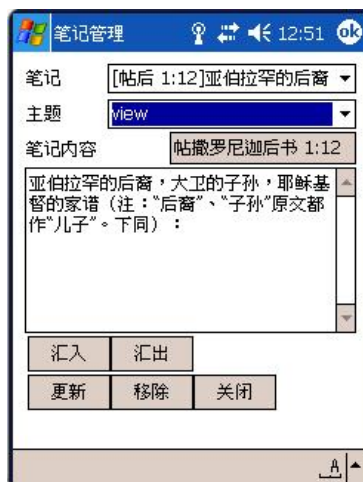 笔记管理 12:51 ok
笔记 [帖后 1:12]亚伯拉罕的后裔
主题 view
笔记内容 帖撒罗尼迦后书 1:12
亚伯拉罕的后裔，大卫的子孙，耶稣基
督的家谱（注：“后裔”、“子孙”原文都
作“儿子”。下同）：
汇入 汇出
更新 移除 关闭
A